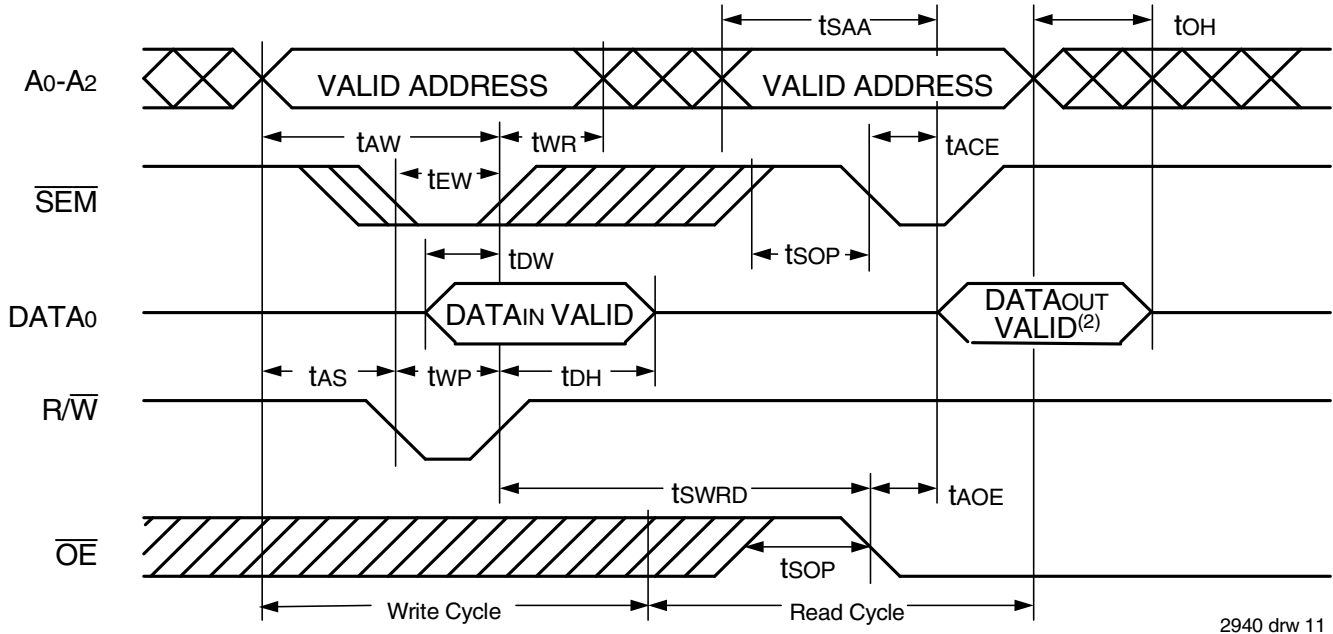 tSAA
tOH
A0-A2
VALID ADDRESS
VALID ADDRESS
tAW
tWR
tACE
tEW
SEM
tSOP
tDW
DATA0
DATAIN VALID
DATAOUT
VALID(2)
tAS
tWP
tDH
R/W
tSWRD
tAOE
OE
tSOP
Write Cycle
Read Cycle
2940 drw 11